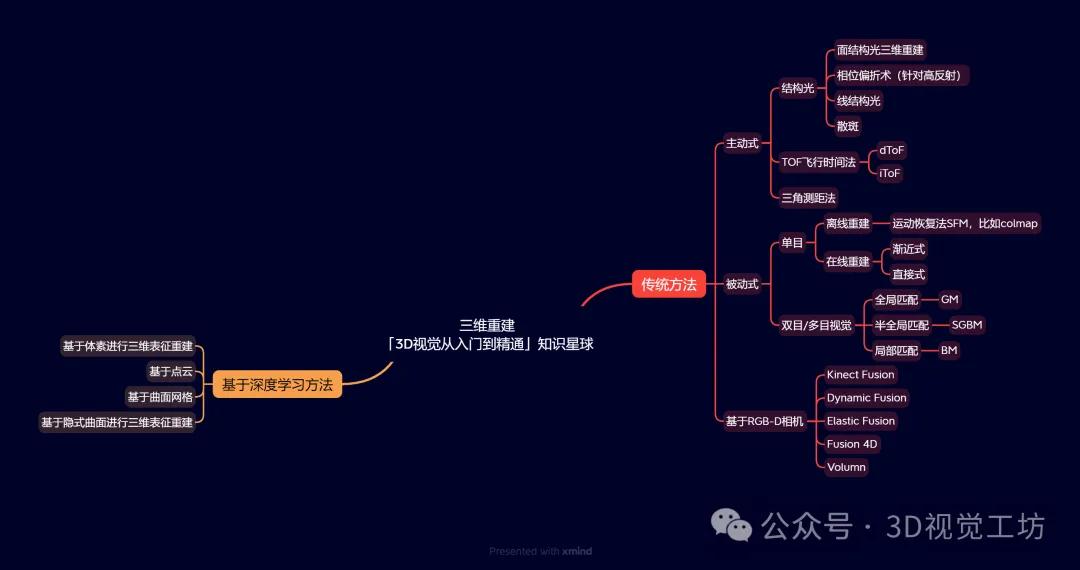 三维重建
「3D视觉从入门到精通」知识星球
传统方法
主动式
结构光
面结构光三维重建
相位偏折术（针对高反射）
线结构光
散斑
TOF飞行时间法
dToF
iToF
三角测距法
被动式
单目
离线重建
运动恢复法SFM，比如colmap
在线重建
渐近式
直接式
双目/多目视觉
全局匹配
GM
半全局匹配
SGBM
局部匹配
BM
基于RGB-D相机
Kinect Fusion
Dynamic Fusion
Elastic Fusion
Fusion 4D
Volumn
基于深度学习方法
基于体素进行三维表征重建
基于点云
基于曲面网格
基于隐式曲面进行三维表征重建
公众号 · 3D视觉工坊
Presented with xmind